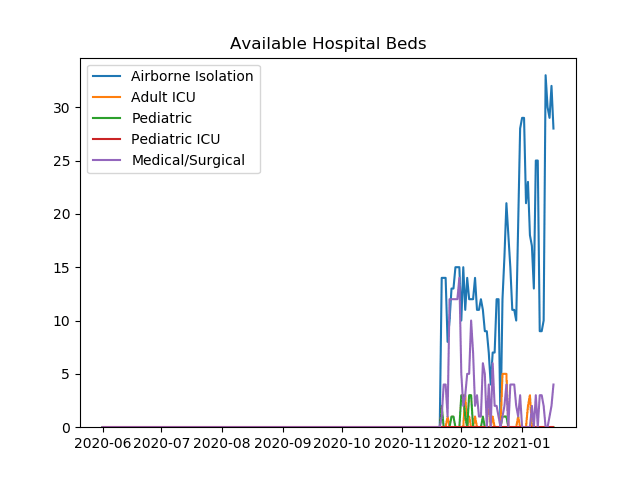 Available Hospital Beds
Airborne Isolation
Adult ICU
Pediatric
Pediatric ICU
Medical/Surgical
30
25
20
15
10
5
0
2020-06 2020-07 2020-08 2020-09 2020-10 2020-11 2020-12 2021-01